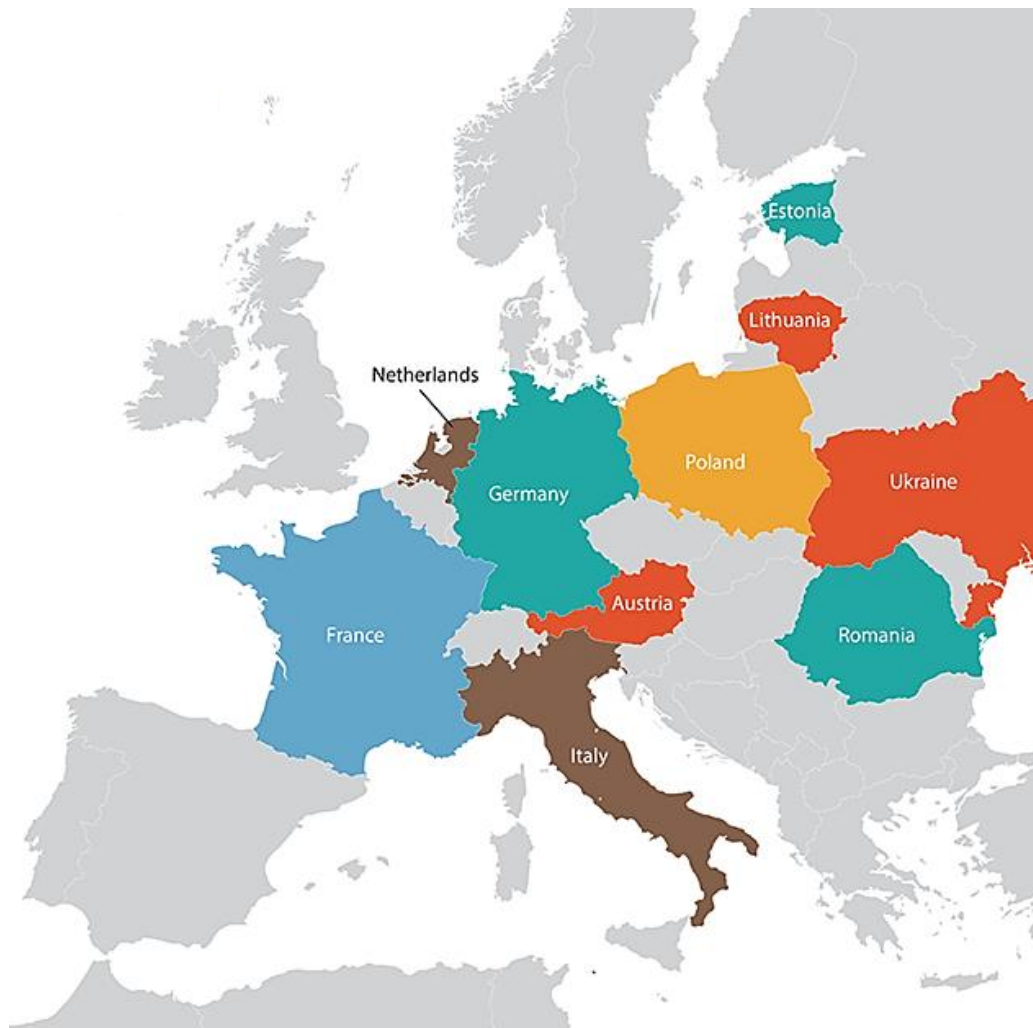 Estonia
Lithuania
Netherlands
Poland
Ukraine
Germany
Austria
France
Romania
Italy